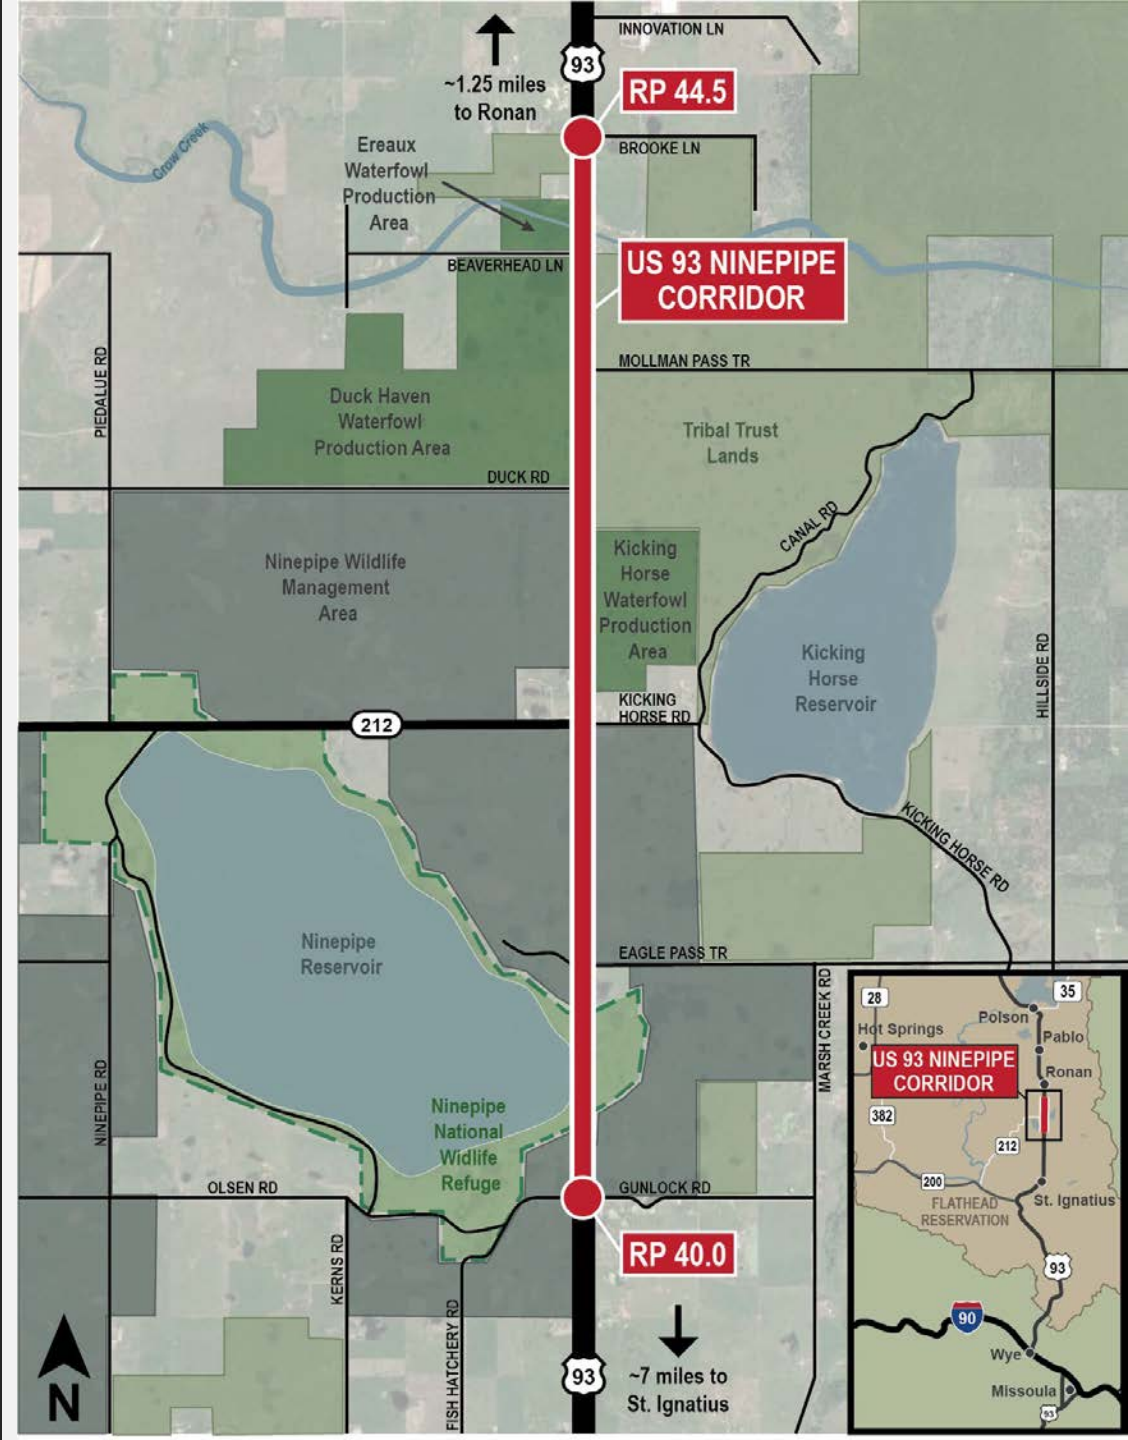 INNOVATION LN
93
~1.25 miles
to Ronan
RP 44.5
BROOKE LN
Crow Creek
Ereaux
Waterfowl
Production
Area
BEAVERHEAD LN
US 93 NINEPIPE
CORRIDOR
MOLLMAN PASS TR
PIEDALUE RD
Duck Haven
Waterfowl
Production Area
Tribal Trust
Lands
DUCK RD
CANAL RD
Ninepipe Wildlife
Management
Area
Kicking
Horse
Waterfowl
Production
Area
Kicking
Horse
Reservoir
HILLSIDE RD
KICKING
HORSE RD
212
KICKING HORSE RD
Ninepipe
Reservoir
EAGLE PASS TR
MARSH CREEK RD
NINEPIPE RD
Ninepipe
National
Widlife
Refuge
OLSEN RD
GUNLOCK RD
RP 40.0
KERNS RD
FISH HATCHERY RD
N
93
~7 miles to
St. Ignatius
28
35
Polson
Hot Springs
Pablo
US 93 NINEPIPE
CORRIDOR
Ronan
382
212
200
St. Ignatius
FLATHEAD
RESERVATION
93
90
Wye
Missoula
93